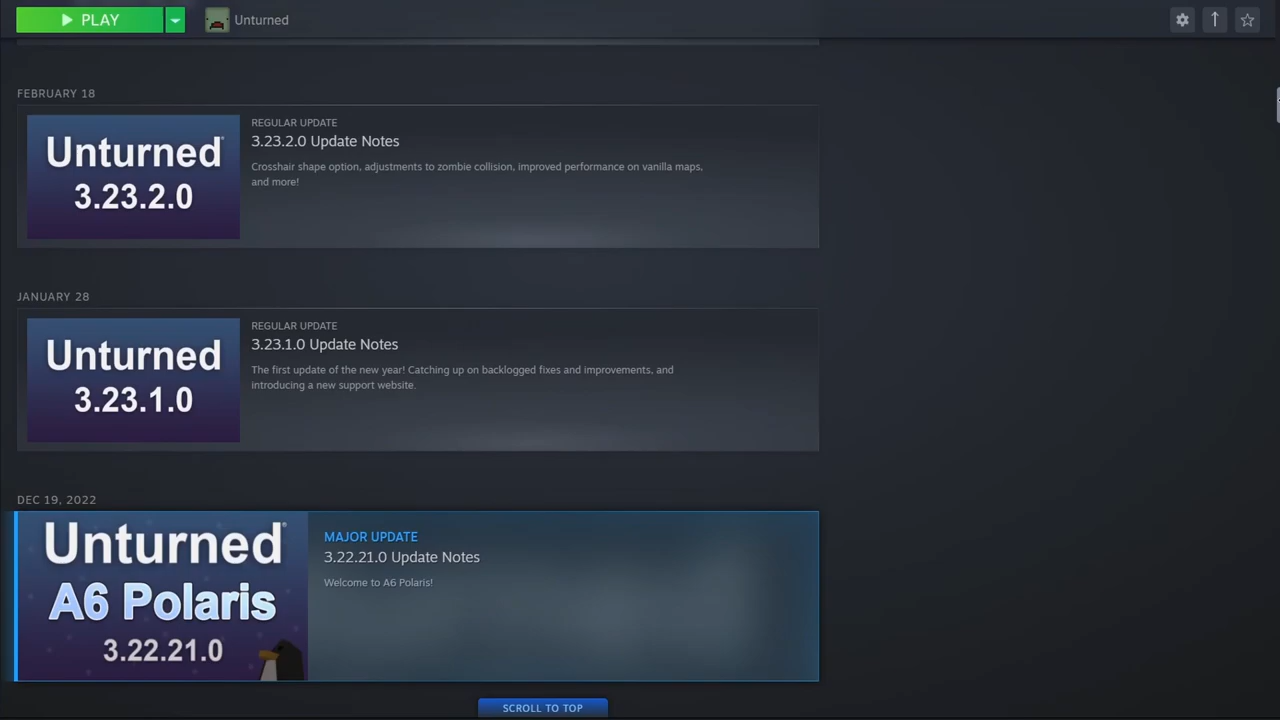 PLAY
Unturned
FEBRUARY 18
Unturned®
3.23.2.0
REGULAR UPDATE
3.23.2.0 Update Notes
Crosshair shape option, adjustments to zombie collision, improved performance on vanilla maps,
and more!
JANUARY 28
Unturned
3.23.1.0
REGULAR UPDATE
3.23.1.0 Update Notes
The first update of the new year! Catching up on backlogged fixes and improvements, and
introducing a new support website.
DEC 19, 2022
Unturned®
A6 Polaris
3.22.21.0
MAJOR UPDATE
3.22.21.0 Update Notes
Welcome to A6 Polaris!
SCROLL TO TOP